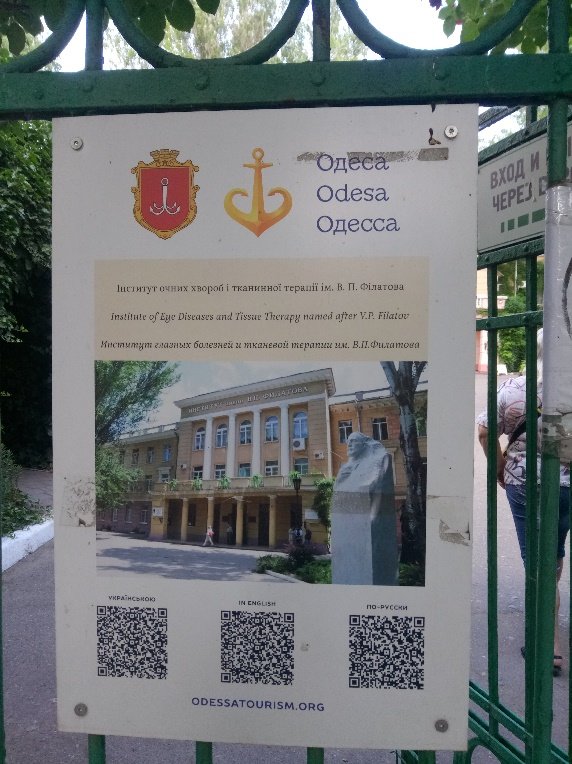 Одеса
Odesa
Одесса
ВХОД И
ЧЕРЕЗ
Інститут очних хвороб і тканинної терапії ім. В. П. Філатова
Institute of Eye Diseases and Tissue Therapy named after V.P. Filatov
Институт глазных болезней и тканевой терапии им. В.П.Филатова
УКРАЇНСЬКОЮ
IN ENGLISH
ПО-РУССКИ
ODESSATOURISM.ORG